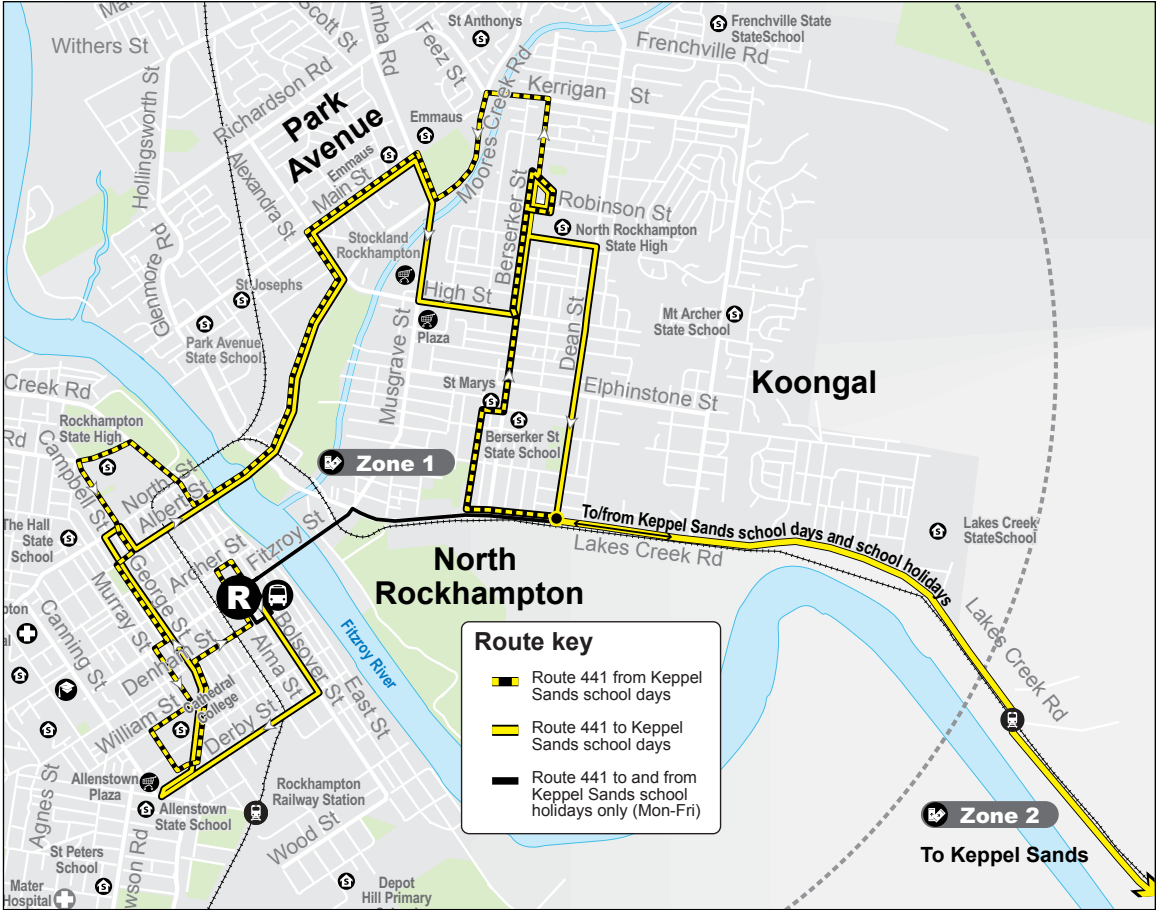 St Anthonys
Frenchville State
StateSchool
Withers St
Scott St
Feez St
Frenchville Rd
Hollingsworth St
Richardson Rd
Moores Creek Rd
Kerrigan St
Park
Avenue
Emmaus
Emmaus
Main St
Alexandra St
Berserker St
Robinson St
North Rockhampton
State High
Stockland
Rockhampton
Glenmore Rd
St Josephs
High St
Plaza
Dean St
Mt Archer
State School
Park Avenue
State School
Musgrave St
Koongal
Creek Rd
St Marys
Elphinstone St
Rockhampton
State High
Berserker St
State School
Rd
Campbell St
North St
Albert St
Zone 1
The Hall
State
School
Fitzroy St
Archer St
To/from Keppel Sands school days and school holidays
Lakes Creek
StateSchool
Lakes Creek Rd
North
Rockhampton
George St
Murray St
R
Canning St
Denham St
Alma St
Bolsover St
East St
Fitzroy River
Lakes Creek Rd
Cathedral
College
William St
Derby St
Route key
Route 441 from Keppel
Sands school days
Route 441 to Keppel
Sands school days
Route 441 to and from
Keppel Sands school
holidays only (Mon-Fri)
Allenstown
Plaza
Allenstown
State School
Rockhampton
Railway Station
Agnes St
Wood St
Zone 2
To Keppel Sands
St Peters
School
wson Rd
Mater
Hospital
Depot
Hill Primary